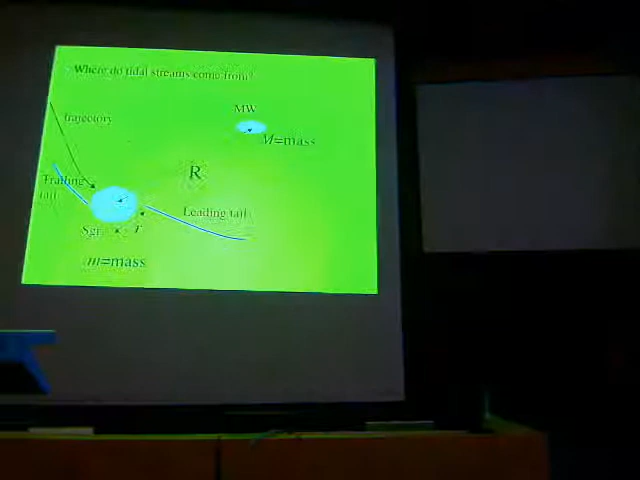 Where do tidal streams come from?
MW
trajectory
M=mass
R
Trailing
tail
Leading tail
Sgr
r
m=mass